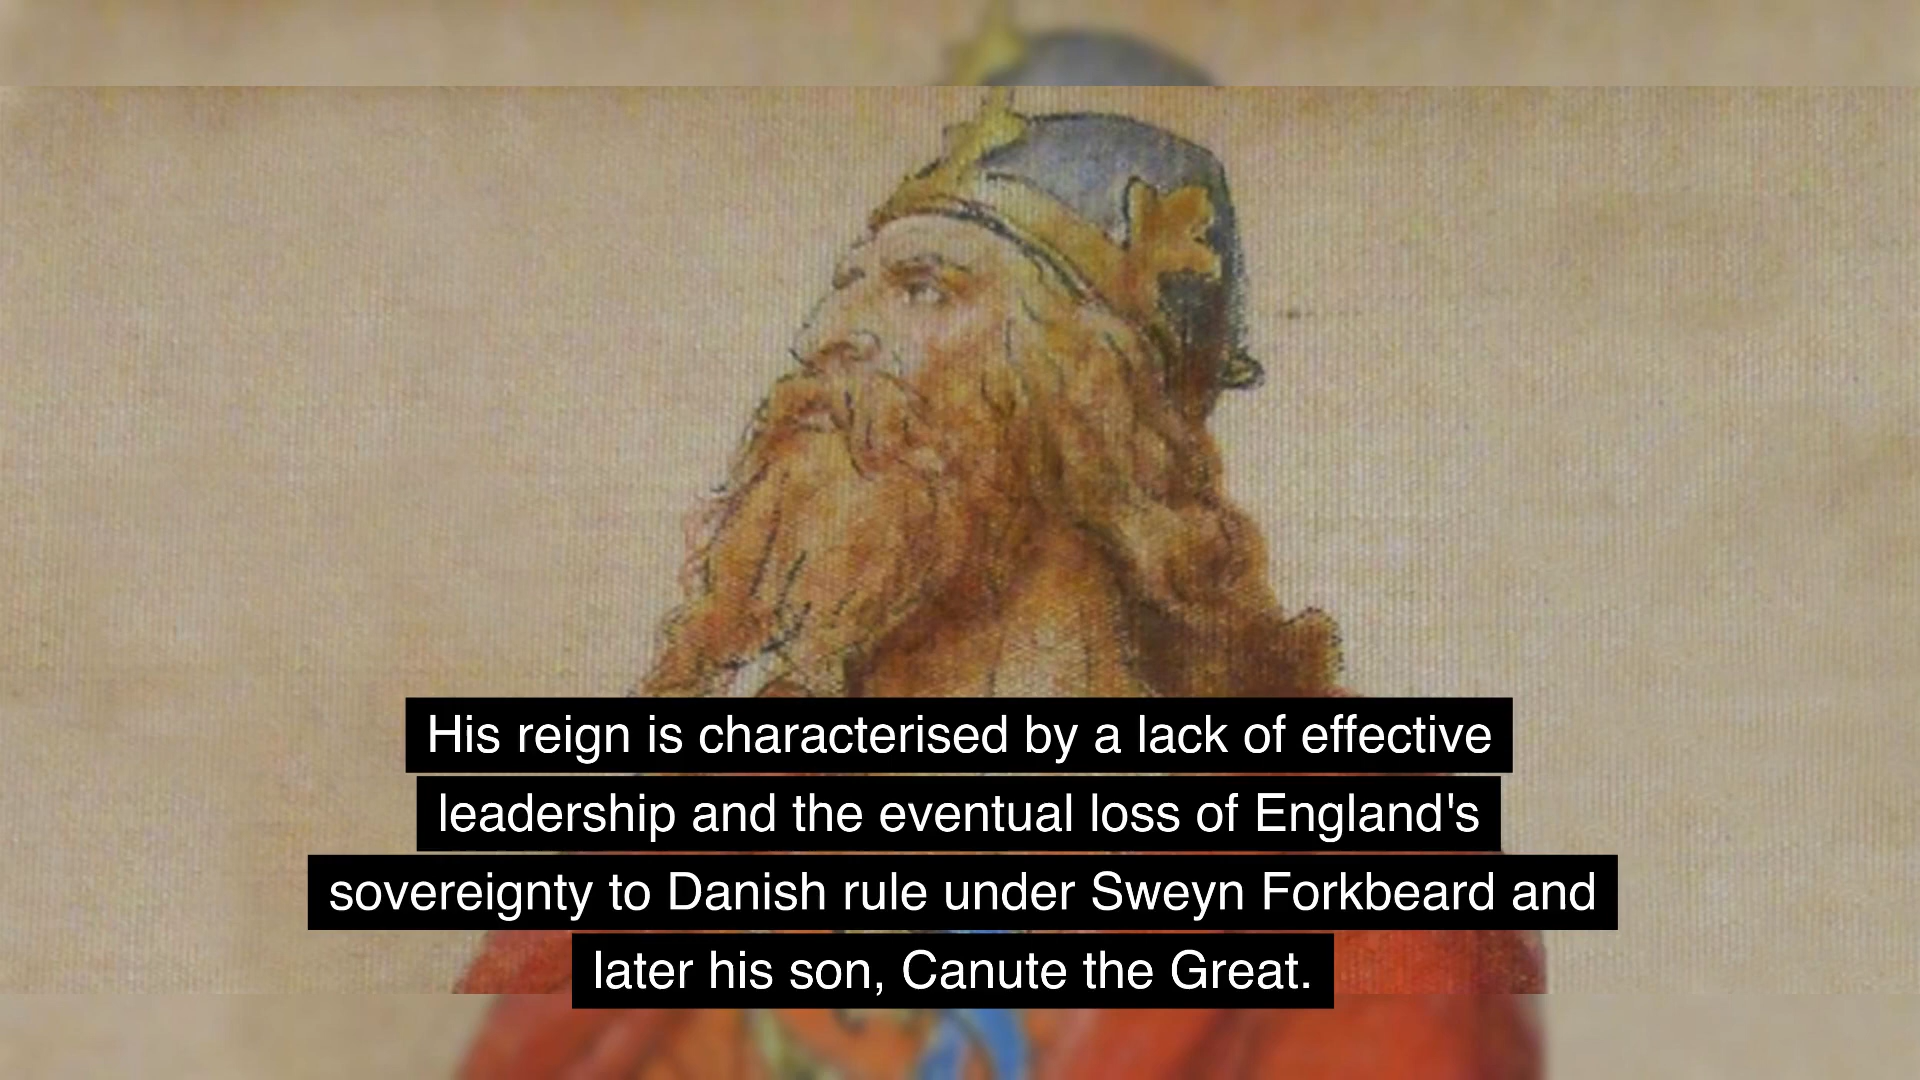 His reign is characterised by a lack of effective
leadership and the eventual loss of England's
sovereignty to Danish rule under Sweyn Forkbeard and
later his son, Canute the Great.